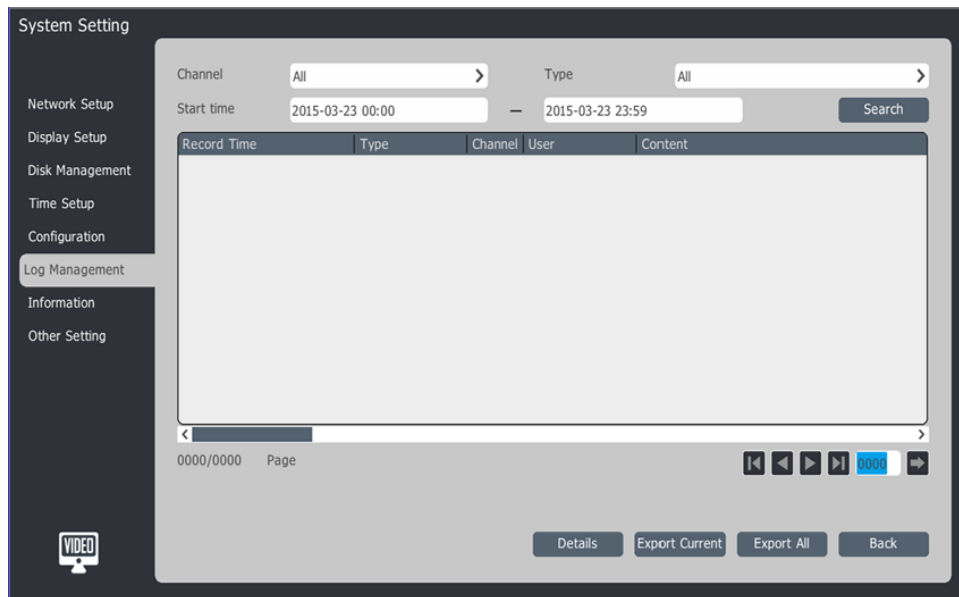 System Setting
Network Setup
Display Setup
Disk Management
Time Setup
Configuration
Log Management
Information
Other Setting
VIDEO
Channel All Type All
Start time 2015-03-23 00:00 — 2015-03-23 23:59 Search
Record Time Type Channel User Content
0000/0000 Page 0000
Details Export Current Export All Back